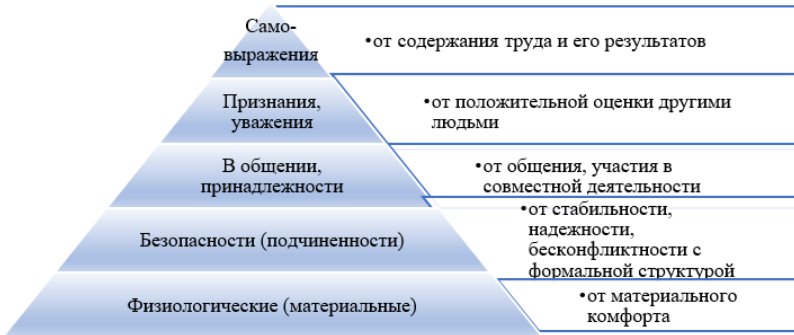 Само-
выражения
•от содержания труда и его результатов
Признания,
уважения
•от положительной оценки другими
людьми
В общении,
принадлежности
•от общения, участия в
совместной деятельности
Безопасности (подчиненности)
•от стабильности,
надежности,
бесконфликтности с
формальной структурой
Физиологические (материальные)
•от материального
комфорта